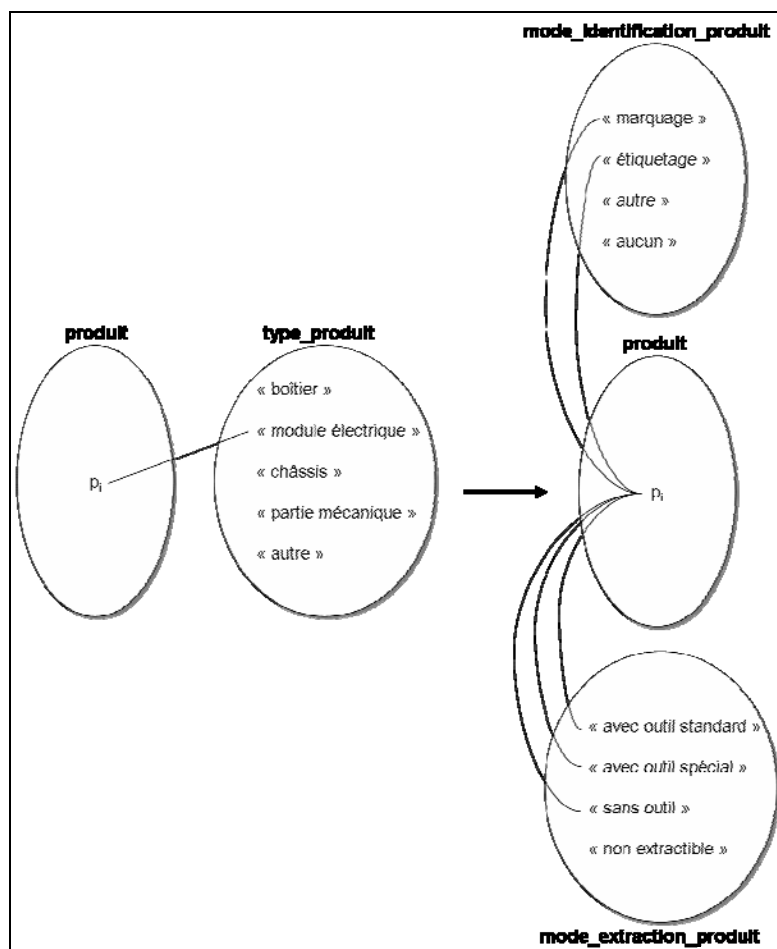 mode_identification_produit
« marquage »
« étiquetage »
« autre »
« aucun »
produit
type_produit
« boîtier »
« module électrique »
« châssis »
« partie mécanique »
« autre »
pi
produit
pi
« avec outil standard »
« avec outil spécial »
« sans outil »
« non extractible »
mode_extraction_produit